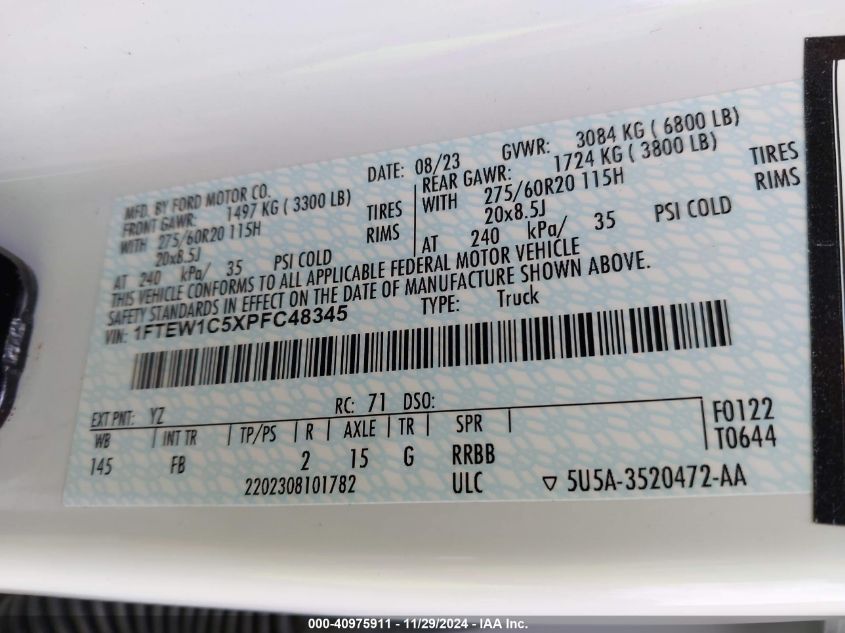 MFD. BY FORD MOTOR CO. DATE: 08/23 GVWR: 3084 KG ( 6800 LB)
FRONT GAWR: 1497 KG ( 3300 LB) REAR GAWR: 1724 KG ( 3800 LB)
WITH 275/60R20 115H TIRES WITH 275/60R20 115H TIRES
20x8.5J RIMS 20x8.5J RIMS
AT 240 kPa/ 35 PSI COLD AT 240 kPa/ 35 PSI COLD
THIS VEHICLE CONFORMS TO ALL APPLICABLE FEDERAL MOTOR VEHICLE
SAFETY STANDARDS IN EFFECT ON THE DATE OF MANUFACTURE SHOWN ABOVE.
VIN: 1FTEW1C5XPFC48345 TYPE: Truck
EXT PNT: YZ RC: 71 DSO: F0122
WB INT TR TP/PS R AXLE TR SPR T0644
145 FB 2 15 G RRBB
2202308101782 ULC ▽ 5U5A-3520472-AA
000-40975911 - 11/29/2024 - IAA Inc.